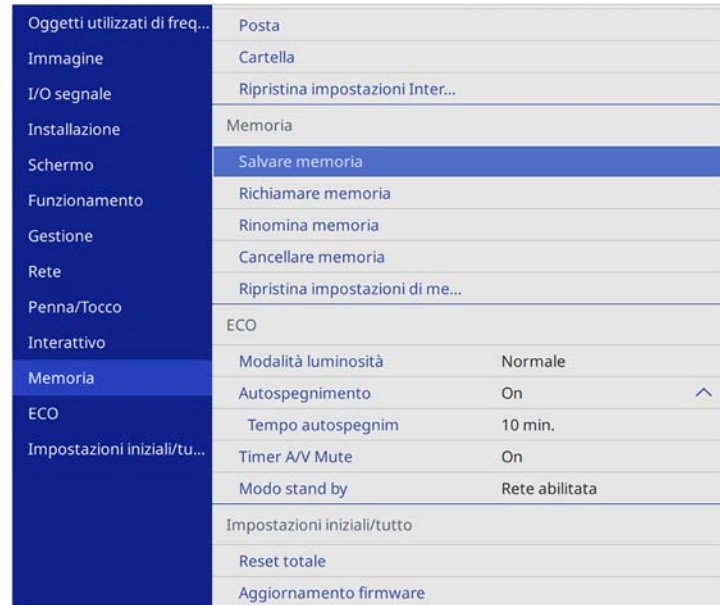 Oggetti utilizzati di freq...
Immagine
I/O segnale
Installazione
Schermo
Funzionamento
Gestione
Rete
Penna/Tocco
Interattivo
Memoria
ECO
Impostazioni iniziali/tu...
Posta
Cartella
Ripristina impostazioni Inter...
Memoria
Salvare memoria
Richiamare memoria
Rinomina memoria
Cancellare memoria
Ripristina impostazioni di me...
ECO
Modalità luminosità Normale
Autospegnimento On
Tempo autospegnim 10 min.
Timer A/V Mute On
Modo stand by Rete abilitata
Impostazioni iniziali/tutto
Reset totale
Aggiornamento firmware